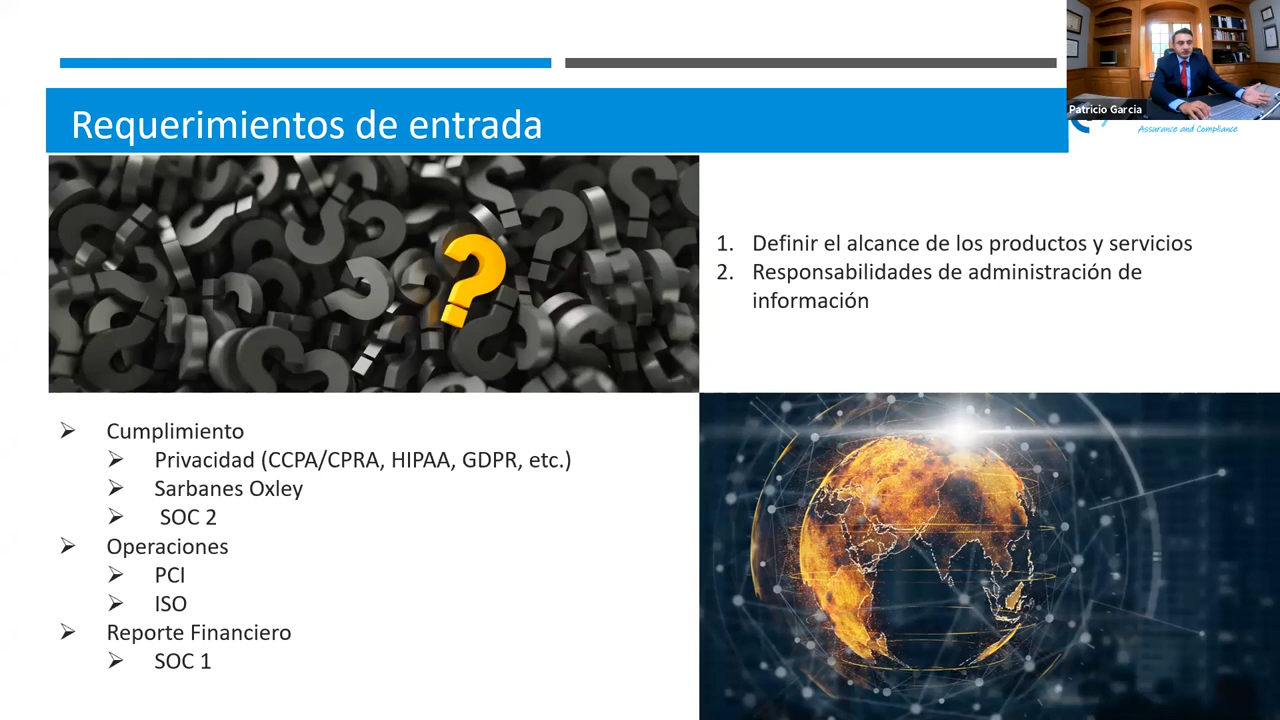 Patricio Garcia
Assurance and Compliance
Requerimientos de entrada
1. Definir el alcance de los productos y servicios
2. Responsabilidades de administración de
información
Cumplimiento
Privacidad (CCPA/CPRA, HIPAA, GDPR, etc.)
Sarbanes Oxley
SOC 2
Operaciones
PCI
ISO
Reporte Financiero
SOC 1